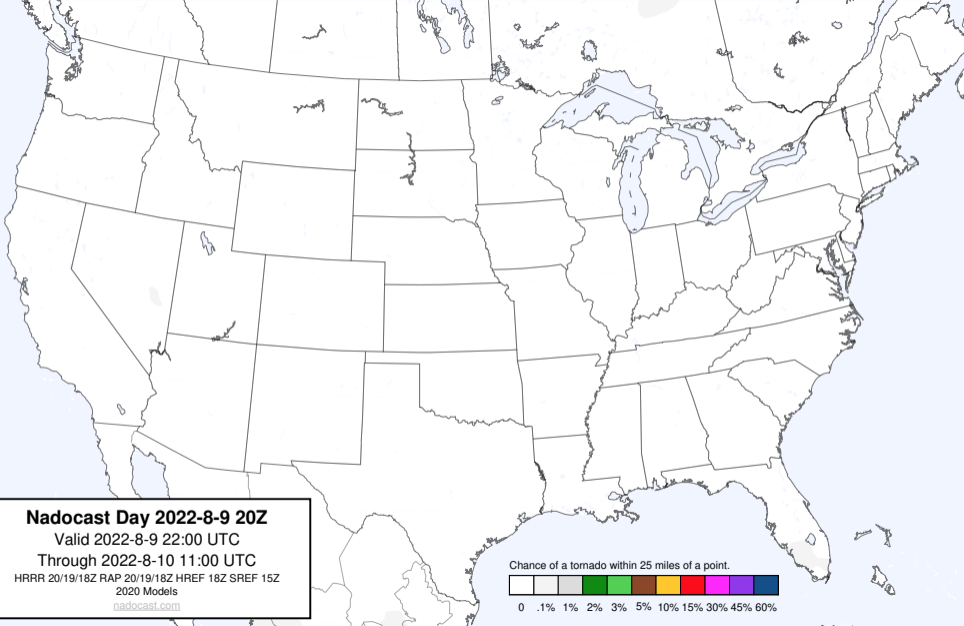 Nadocast Day 2022-8-9 20Z
Valid 2022-8-9 22:00 UTC
Through 2022-8-10 11:00 UTC
HRRR 20/19/18Z RAP 20/19/18Z HREF 18Z SREF 15Z
2020 Models
nadocast.com
Chance of a tornado within 25 miles of a point.
0 .1% 1% 2% 3% 5% 10% 15% 30% 45% 60%